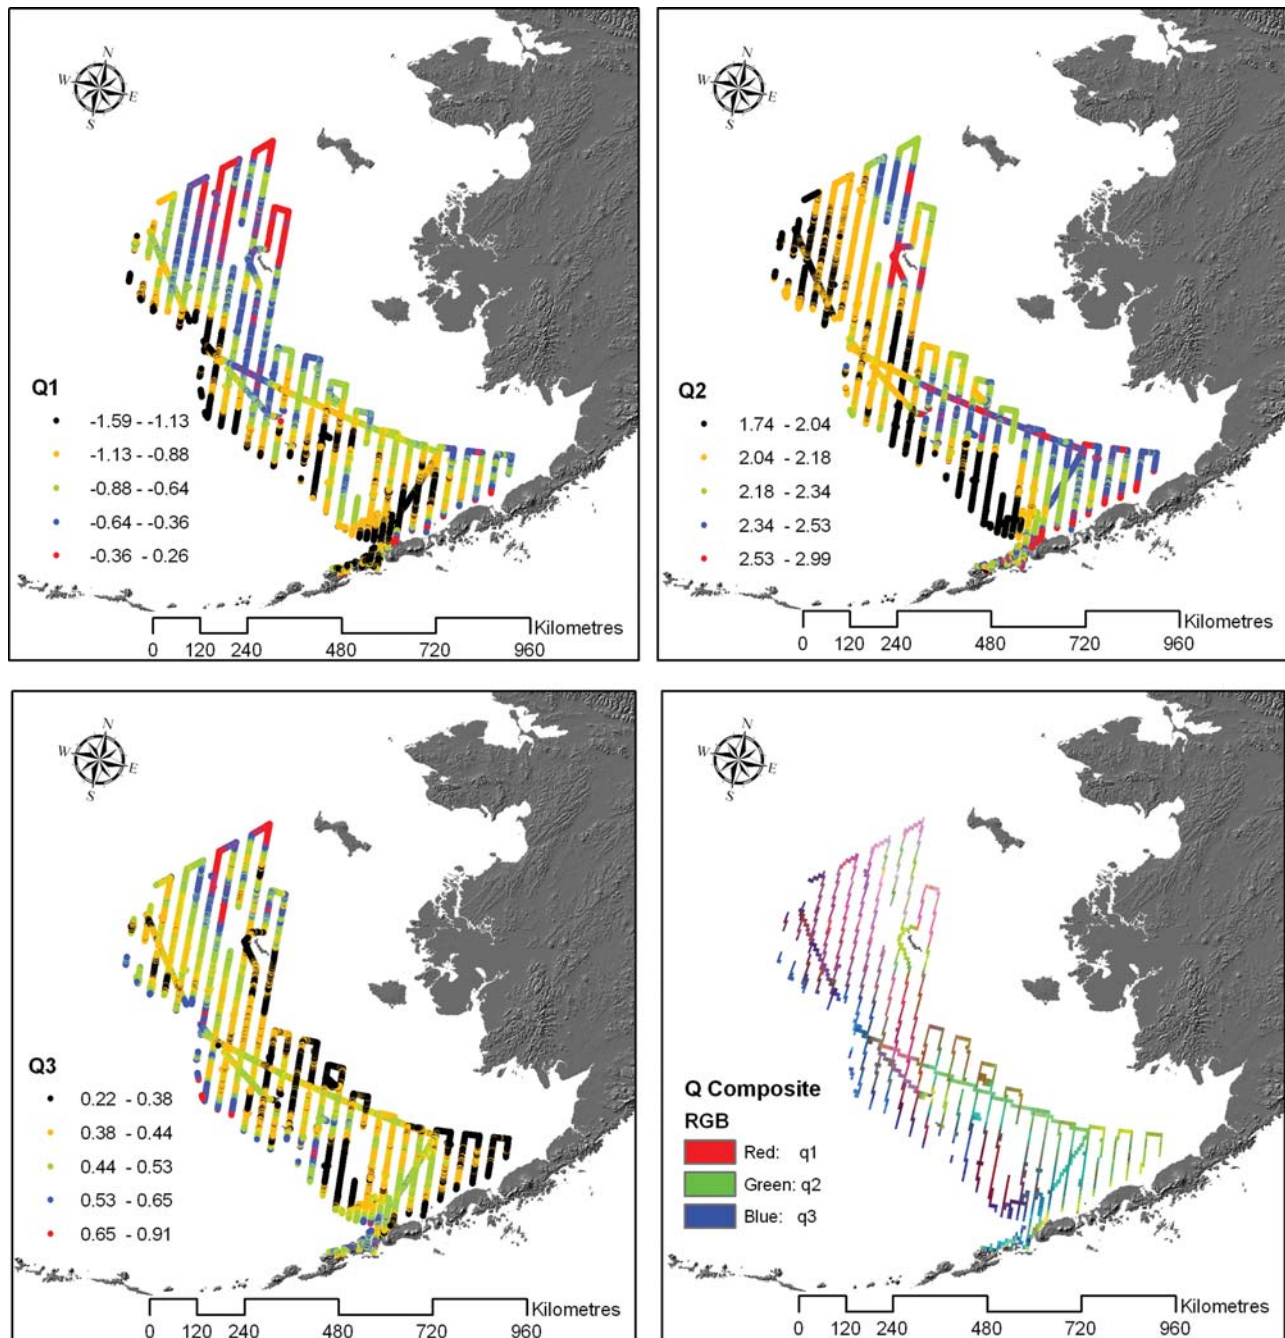 N
W
E
S
Q1
-1.59 - -1.13
-1.13 - -0.88
-0.88 - -0.64
-0.64 - -0.36
-0.36 - 0.26
Kilometres
0 120 240 480 720 960
N
W
E
S
Q2
1.74 - 2.04
2.04 - 2.18
2.18 - 2.34
2.34 - 2.53
2.53 - 2.99
Kilometres
0 120 240 480 720 960
N
W
E
S
Q3
0.22 - 0.38
0.38 - 0.44
0.44 - 0.53
0.53 - 0.65
0.65 - 0.91
Kilometres
0 120 240 480 720 960
N
W
E
S
Q Composite
RGB
Red: q1
Green: q2
Blue: q3
Kilometres
0 120 240 480 720 960